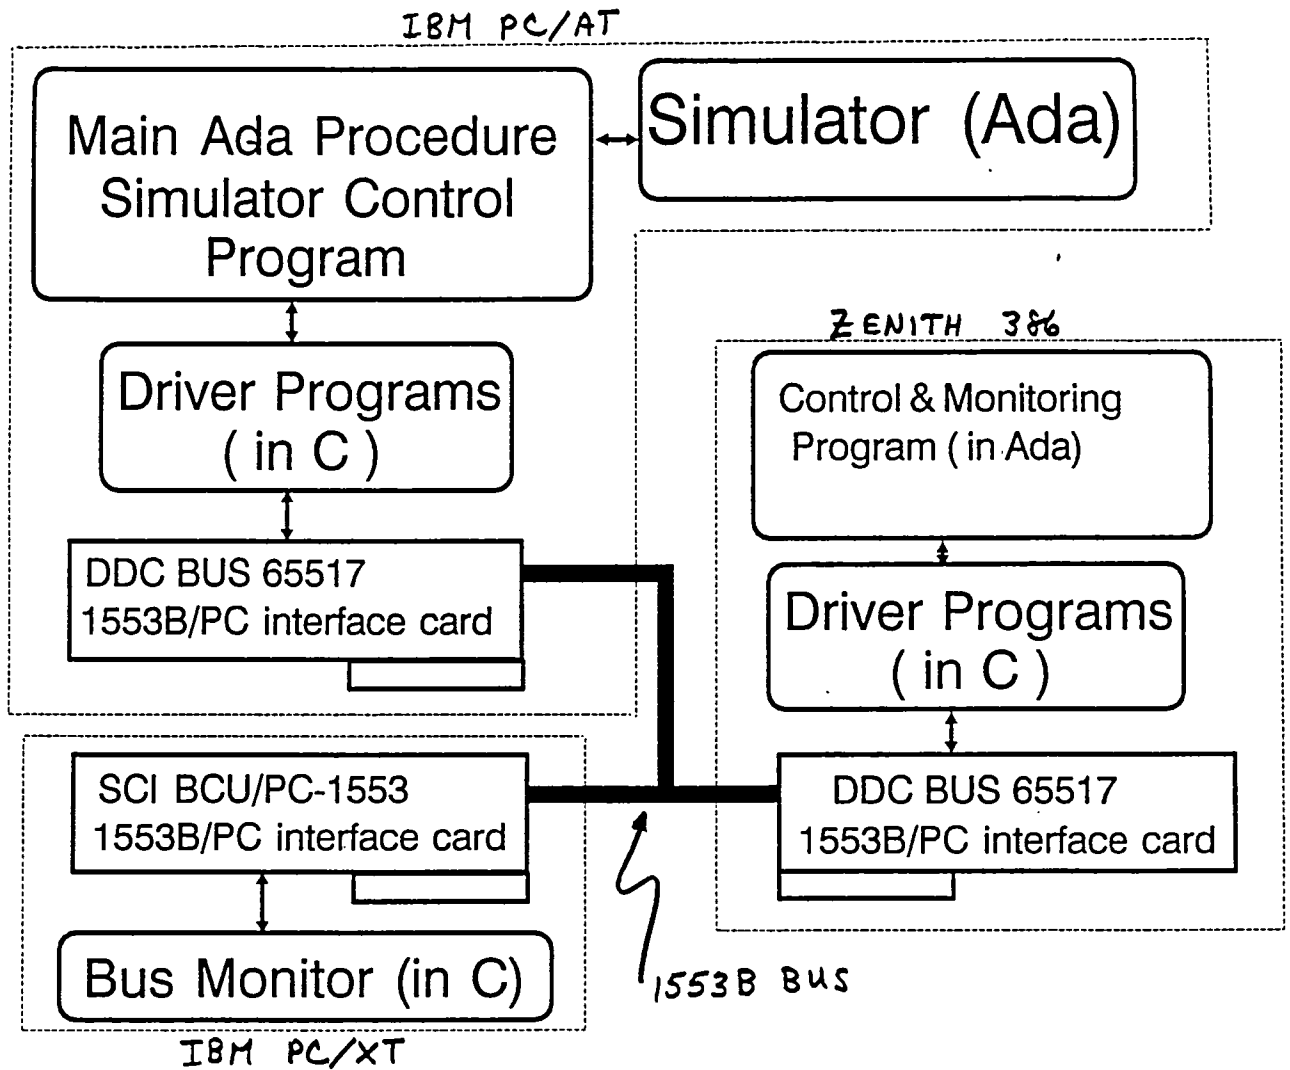 IBM PC/AT
Main Ada Procedure
Simulator Control
Program
Simulator (Ada)
Driver Programs
( in C )
DDC BUS 65517
1553B/PC interface card
ZENITH 386
Control & Monitoring
Program ( in Ada)
Driver Programs
( in C )
DDC BUS 65517
1553B/PC interface card
SCI BCU/PC-1553
1553B/PC interface card
Bus Monitor (in C)
IBM PC/XT
1553B BUS